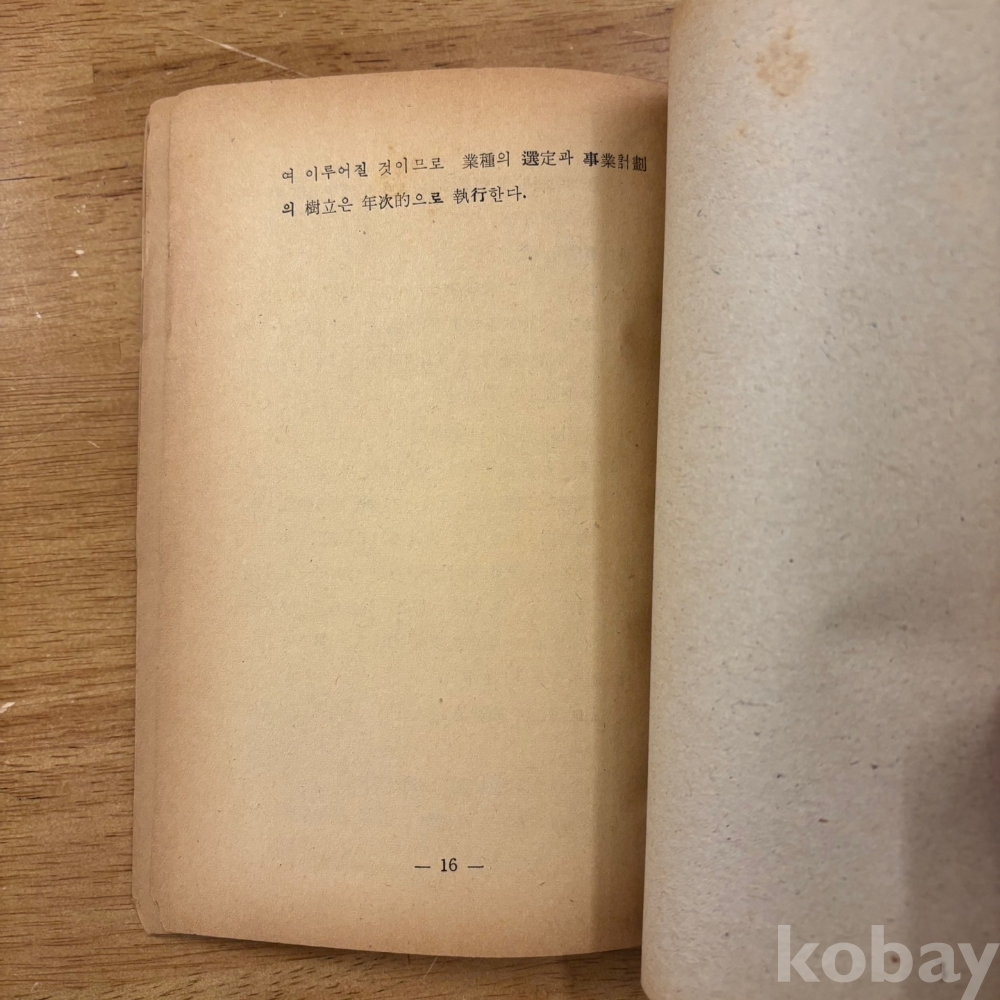 여 이루어질 것이므로 業種의 選定과 事業計劃
의 樹立은 年次的으로 執行한다.
— 16 —
kobay